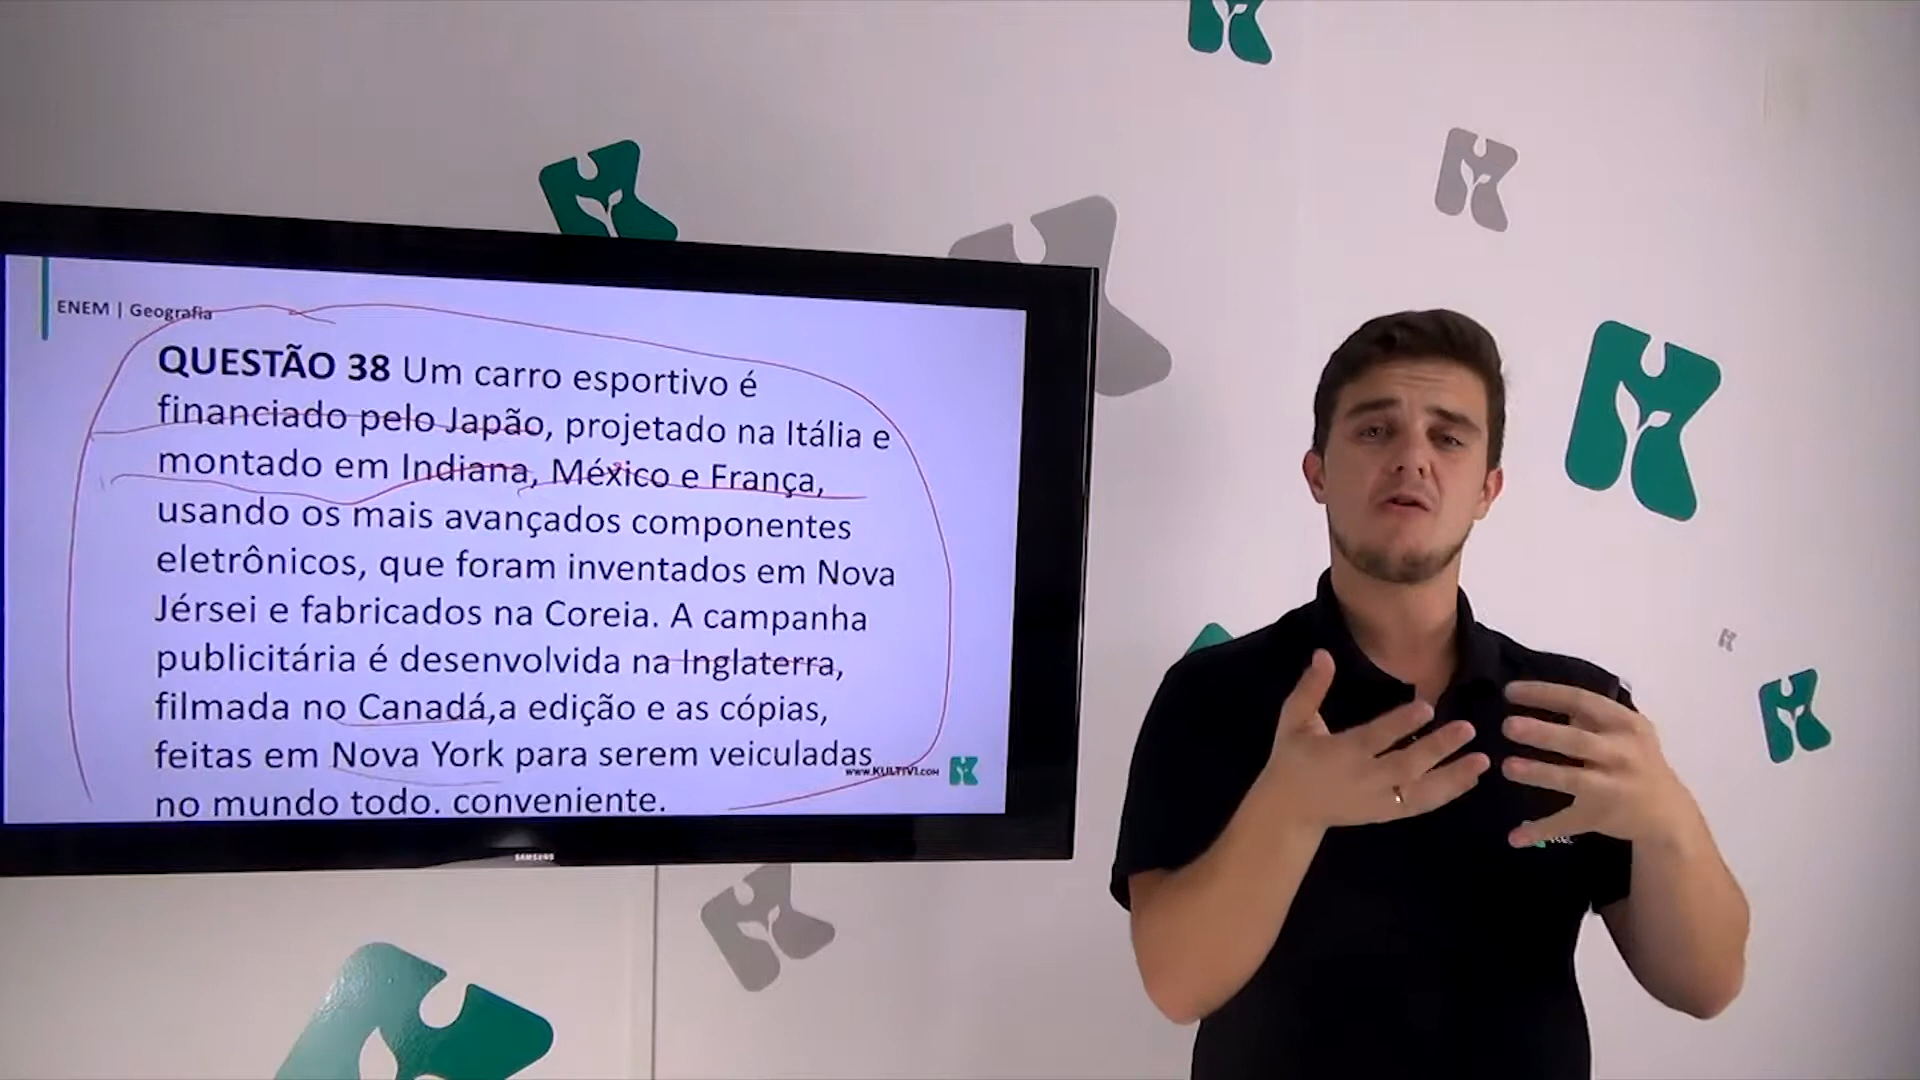 ENEM | Geografia
QUESTÃO 38 Um carro esportivo é
financiado pelo Japão, projetado na Itália e
montado em Indiana, México e França,
usando os mais avançados componentes
eletrônicos, que foram inventados em Nova
Jérsei e fabricados na Coreia. A campanha
publicitária é desenvolvida na Inglaterra,
filmada no Canadá,a edição e as cópias,
feitas em Nova York para serem veiculadas
www.KULTIVI.COM
no mundo todo. conveniente.
SAMSUNG